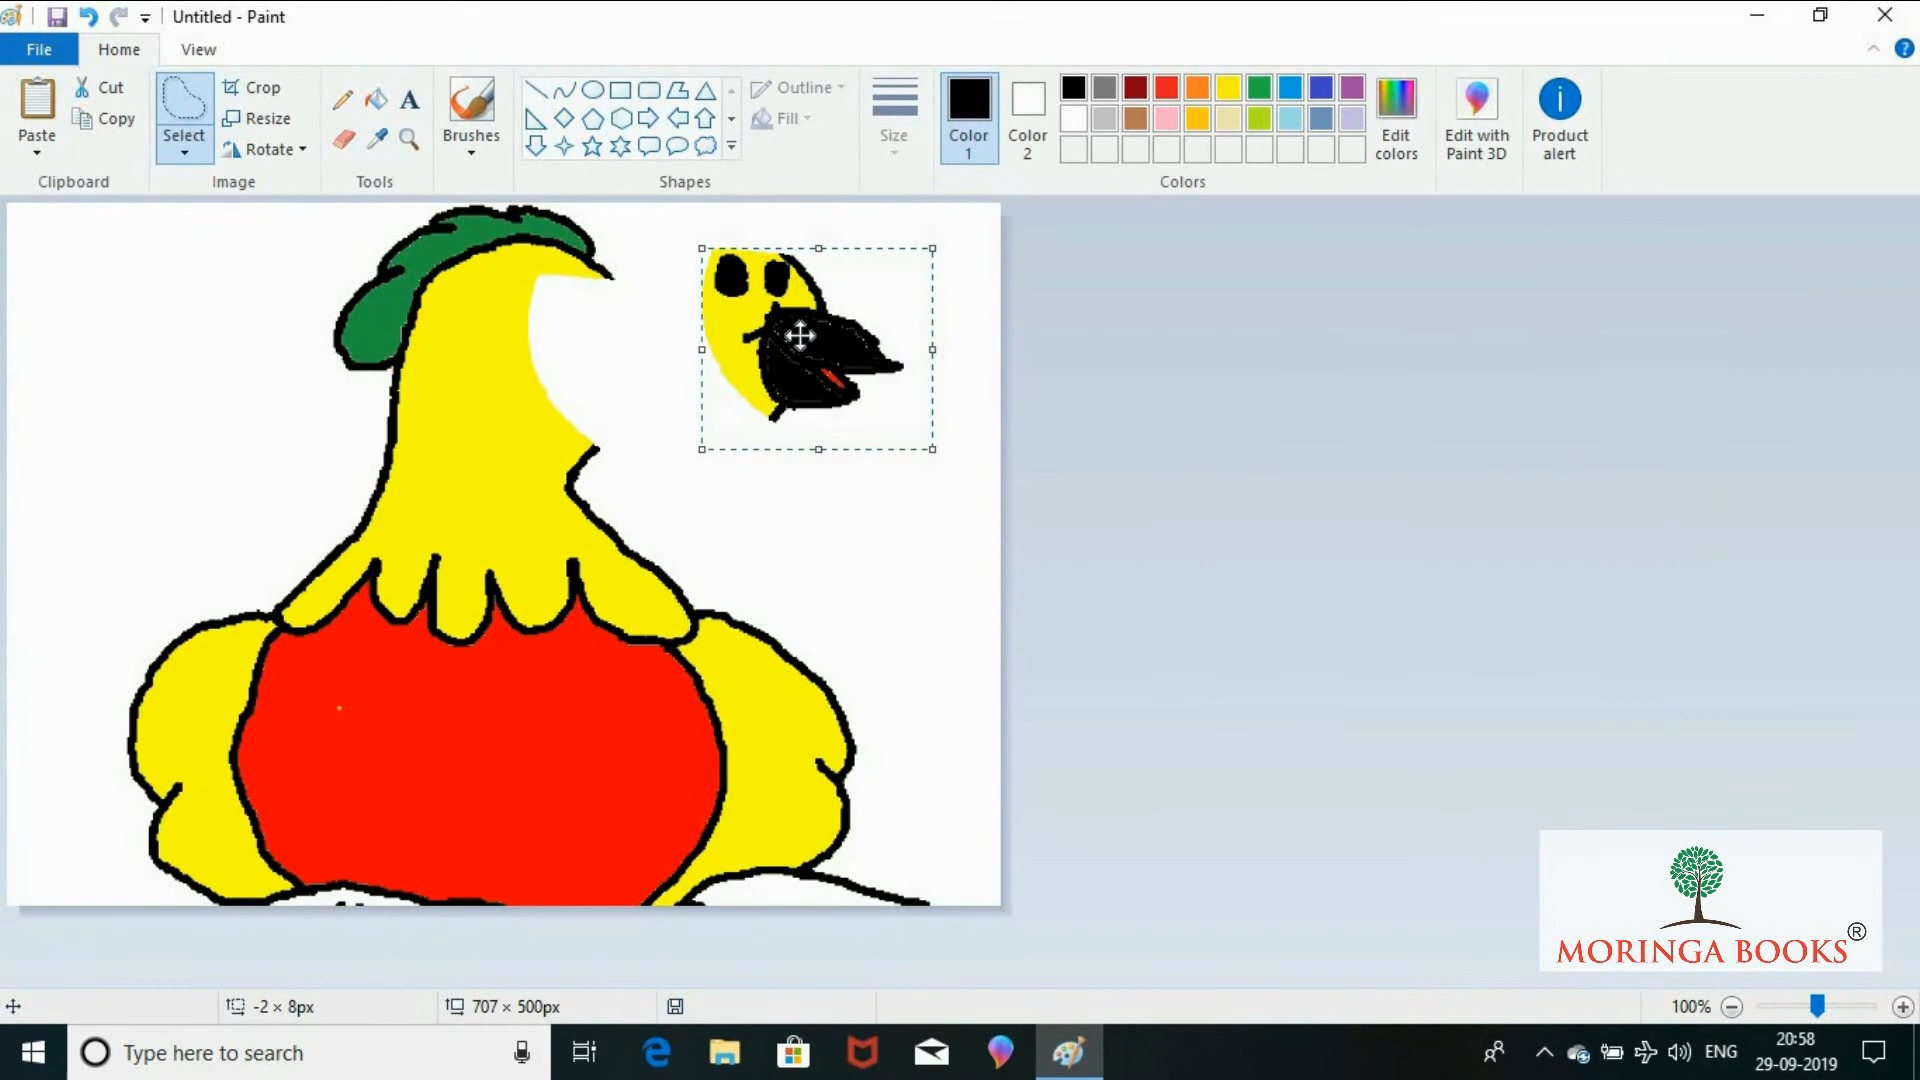 Untitled - Paint
File Home View
Cut Crop Outline
Copy Resize Fill
Paste Select Rotate Brushes Size Color 1 Color 2 Edit colors Edit with Paint 3D Product alert
Clipboard Image Tools Shapes Colors
MORINGA BOOKS®
-2 × 8px 707 × 500px 100%
Type here to search ENG 20:58
29-09-2019